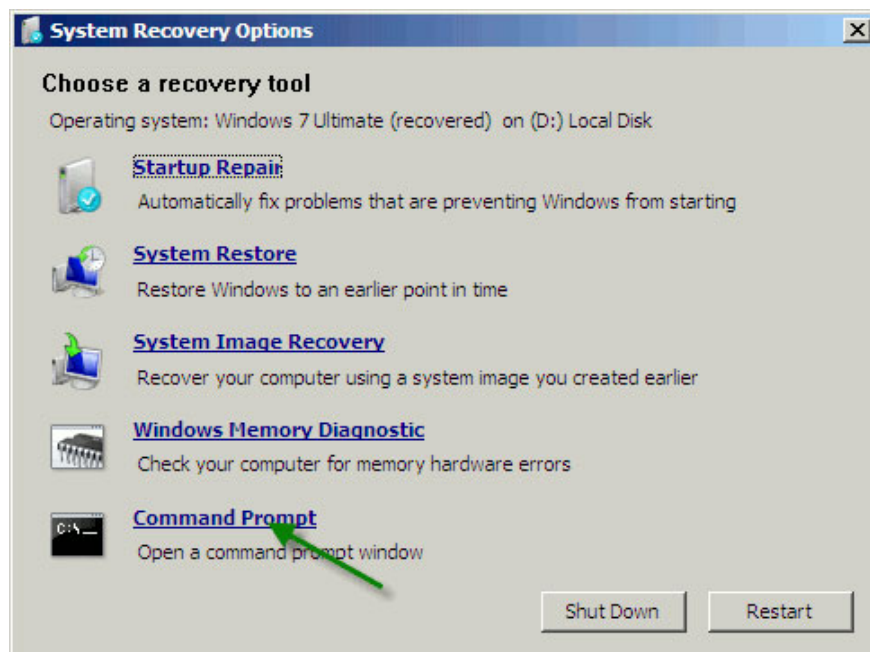 System Recovery Options
Choose a recovery tool
Operating system: Windows 7 Ultimate (recovered) on (D:) Local Disk
Startup Repair
Automatically fix problems that are preventing Windows from starting
System Restore
Restore Windows to an earlier point in time
System Image Recovery
Recover your computer using a system image you created earlier
Windows Memory Diagnostic
Check your computer for memory hardware errors
C:\_
Command Prompt
Open a command prompt window
Shut Down Restart